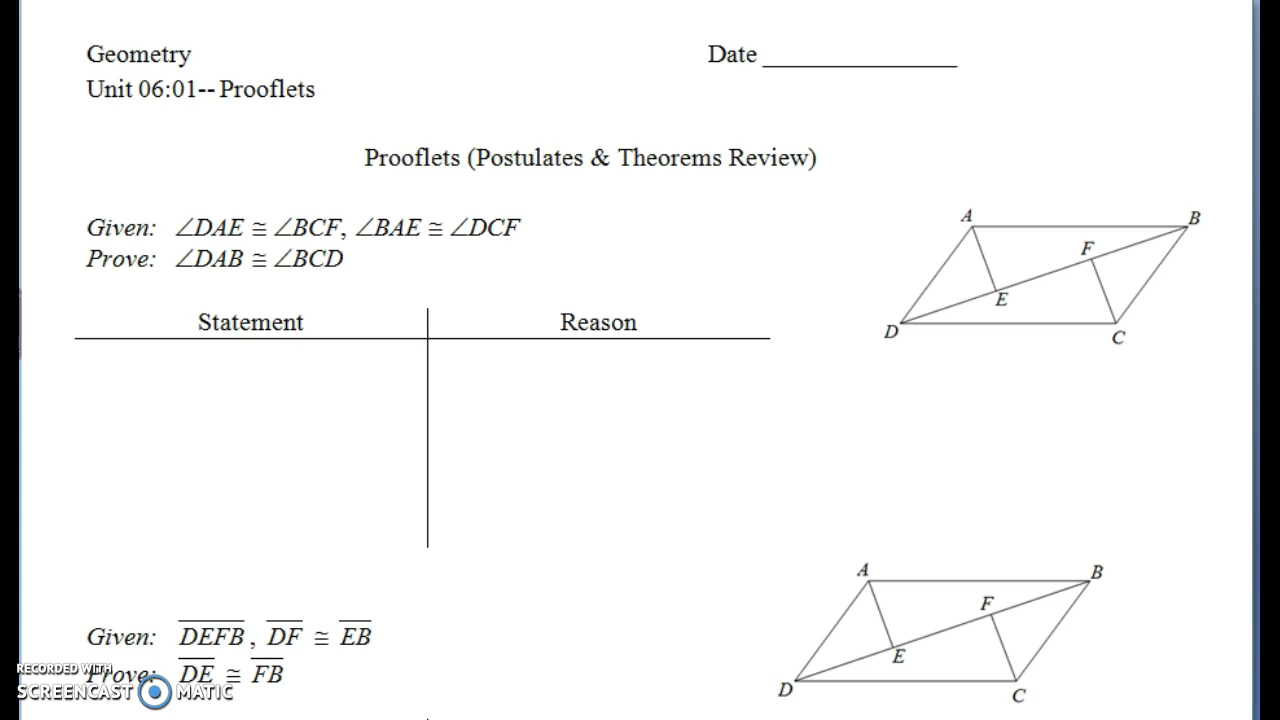 Geometry
Date ________________
Unit 06:01-- Prooflets
Prooflets (Postulates & Theorems Review)
Given: ∠DAE ≅ ∠BCF, ∠BAE ≅ ∠DCF
Prove: ∠DAB ≅ ∠BCD
A
B
F
E
D
C
Statement
Reason
A
B
F
E
D
C
Given: DEFB, DF ≅ EB
Prove: DE ≅ FB
RECORDED WITH
SCREENCAST MATIC